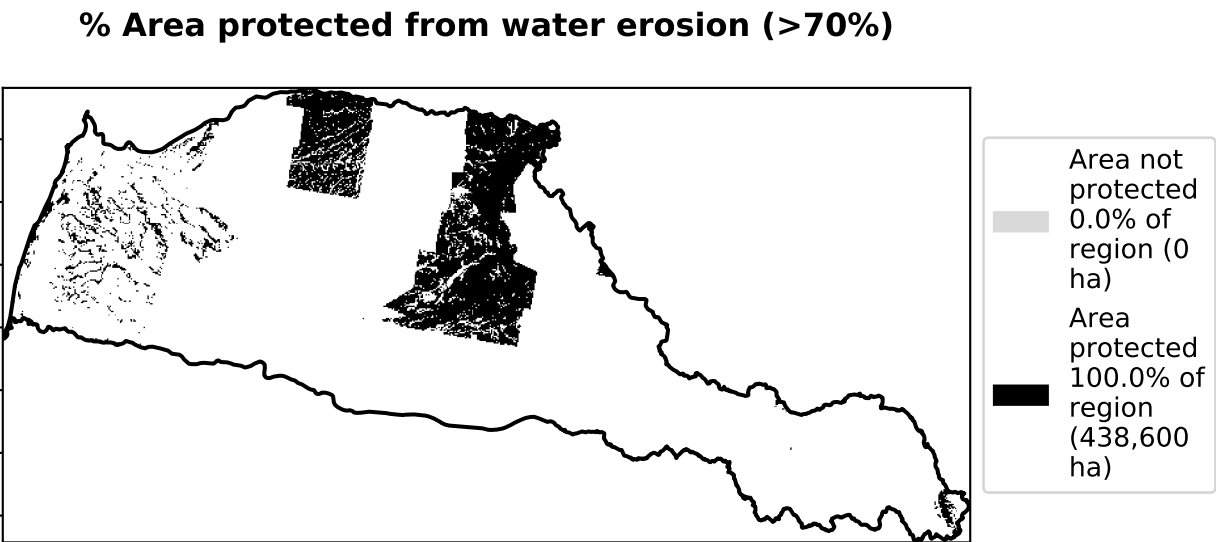 % Area protected from water erosion (>70%)
Area not
protected
0.0% of
region (0
ha)
Area
protected
100.0% of
region
(438,600
ha)